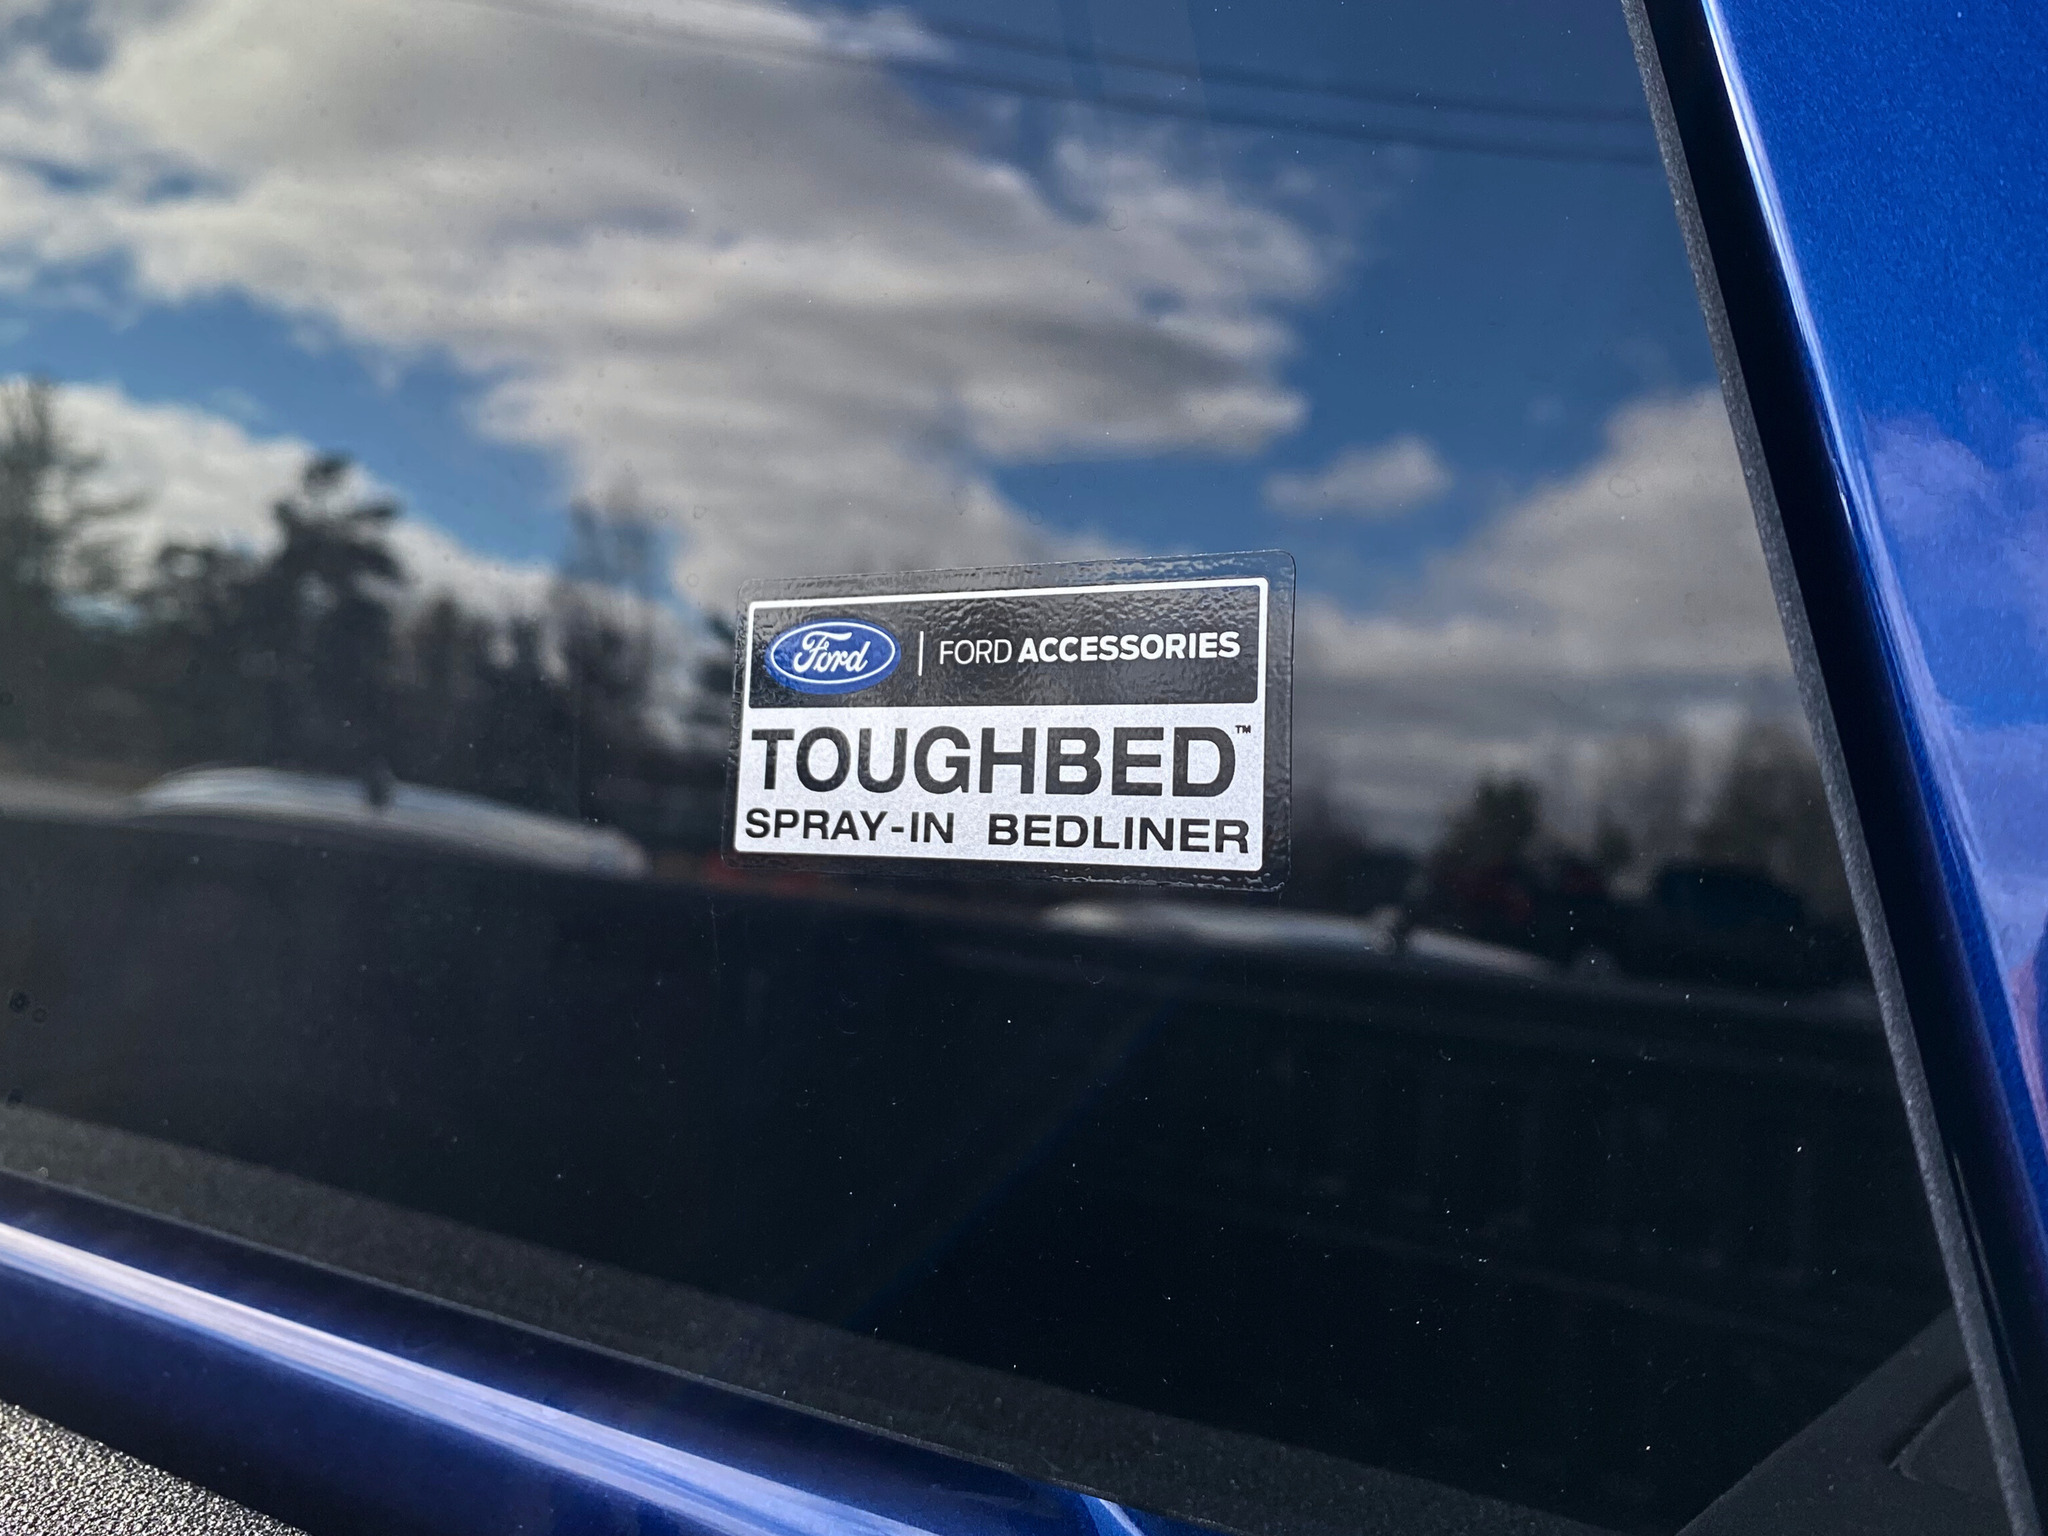 Ford | FORD ACCESSORIES
TOUGHBED™
SPRAY-IN BEDLINER